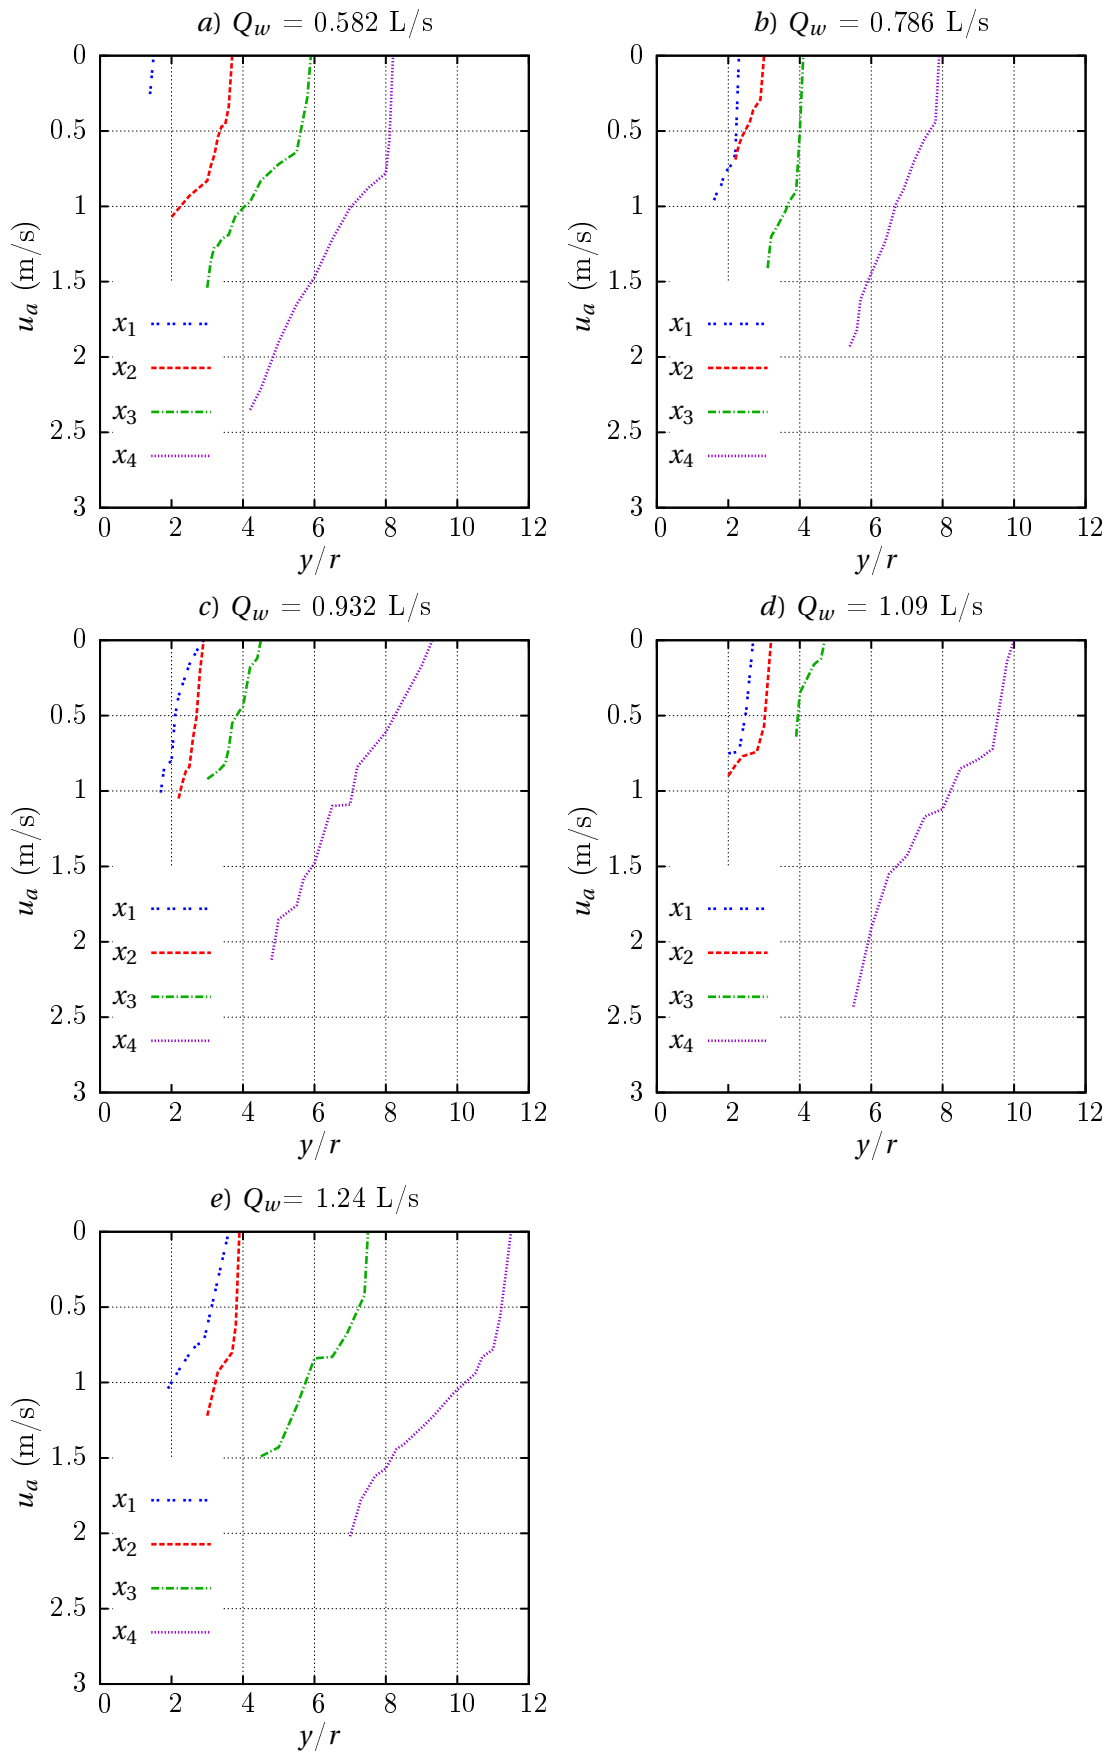 a) Q_w = 0.582 L/s
0
0.5
1
1.5
2
2.5
3
u_a (m/s)
x_1
x_2
x_3
x_4
0 2 4 6 8 10 12
y/r
b) Q_w = 0.786 L/s
0
0.5
1
1.5
2
2.5
3
u_a (m/s)
x_1
x_2
x_3
x_4
0 2 4 6 8 10 12
y/r
c) Q_w = 0.932 L/s
0
0.5
1
1.5
2
2.5
3
u_a (m/s)
x_1
x_2
x_3
x_4
0 2 4 6 8 10 12
y/r
d) Q_w = 1.09 L/s
0
0.5
1
1.5
2
2.5
3
u_a (m/s)
x_1
x_2
x_3
x_4
0 2 4 6 8 10 12
y/r
e) Q_w = 1.24 L/s
0
0.5
1
1.5
2
2.5
3
u_a (m/s)
x_1
x_2
x_3
x_4
0 2 4 6 8 10 12
y/r